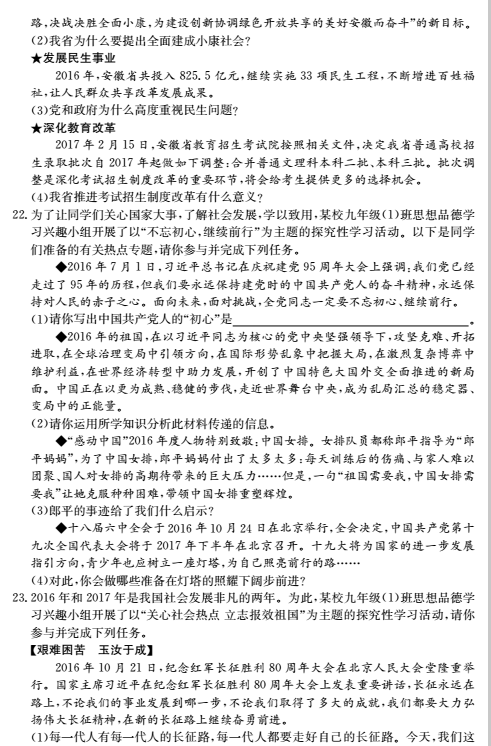 路,决战决胜全面小康,为建设创新协调绿色开放共享的美好安徽而奋斗”的新目标。
(2)我省为什么要提出全面建成小康社会?
★发展民生事业
2016年,安徽省共投入825.5亿元,继续实施33项民生工程,不断增进百姓福
祉,让人民群众共享改革发展成果。
(3)党和政府为什么高度重视民生问题?
★深化教育改革
2017年2月15日,安徽省教育招生考试院按照相关文件,决定我省普通高校招
生录取批次自2017年起做如下调整:合并普通文理科本科二批、本科三批。批次调
整是深化考试招生制度改革的重要环节,将会给考生提供更多的选择机会。
(4)我省推进考试招生制度改革有什么意义?
22.为了让同学们关心国家大事,了解社会发展,学以致用,某校九年级(1)班思想品德学
习兴趣小组开展了以“不忘初心,继续前行”为主题的探究性学习活动。以下是同学
们准备的有关热点专题,请你参与并完成下列任务。
◆2016年7月1日,习近平总书记在庆祝建党95周年大会上强调:我们党已经
走过了95年的历程,但我们要永远保持建党时的中国共产党人的奋斗精神,永远保
持对人民的赤子之心。面向未来,面对挑战,全党同志一定要不忘初心、继续前行。
(1)请你写出中国共产党人的“初心”是 。
◆2016年的祖国,在以习近平同志为核心的党中央坚强领导下,攻坚克难、开拓
进取,在全球治理变局中引领方向,在国际形势乱象中把握大局,在激烈复杂博弈中
维护利益,在世界经济转型中助力发展,开创了中国特色大国外交全面推进的新局
面。中国正在以更为成熟、稳健的步伐,走近世界舞台中央,成为乱局汇总的稳定器、
变局中的正能量。
(2)请你运用所学知识分析此材料传递的信息。
◆“感动中国”2016年度人物特别致敬:中国女排。女排队员都称郎平指导为“郎
平妈妈”,为了中国女排,郎平妈妈付出了太多太多:每天训练后的伤痛、与家人难以
团聚、国人对女排的高期待带来的巨大压力……但是,一句“祖国需要我,中国女排需
要我”让她克服种种困难,带领中国女排重塑辉煌。
(3)郎平的事迹给了我们什么启示?
◆十八届六中全会于2016年10月24日在北京举行,全会决定,中国共产党第十
九次全国代表大会将于2017年下半年在北京召开。十九大将为国家的进一步发展
指引方向,青少年也应树立一座灯塔,为自己照亮前行的路……
(4)对此,你会做哪些准备在灯塔的照耀下阔步前进?
23.2016年和2017年是我国社会发展非凡的两年。为此,某校九年级(1)班思想品德学
习兴趣小组开展了以“关心社会热点 立志报效祖国”为主题的探究性学习活动,请你
参与并完成下列任务。
【艰难困苦 玉汝于成】
2016年10月21日,纪念红军长征胜利80周年大会在北京人民大会堂隆重举
行。国家主席习近平在纪念红军长征胜利80周年大会上发表重要讲话,长征永远在
路上,不论我们的事业发展到哪一步,不论我们取得了多大的成就,我们都要大力弘
扬伟大长征精神,在新的长征路上继续奋勇前进。
(1)每一代人有每一代人的长征路,每一代人都要走好自己的长征路。今天,我们这